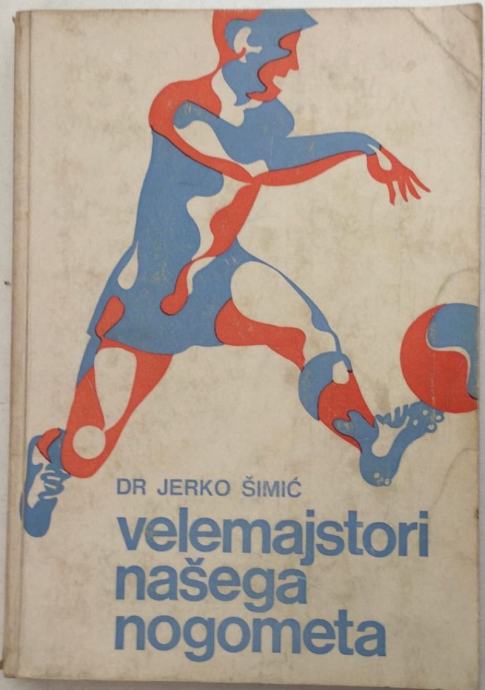 DR JERKO ŠIMIĆ
velemajstori
našega
nogometa